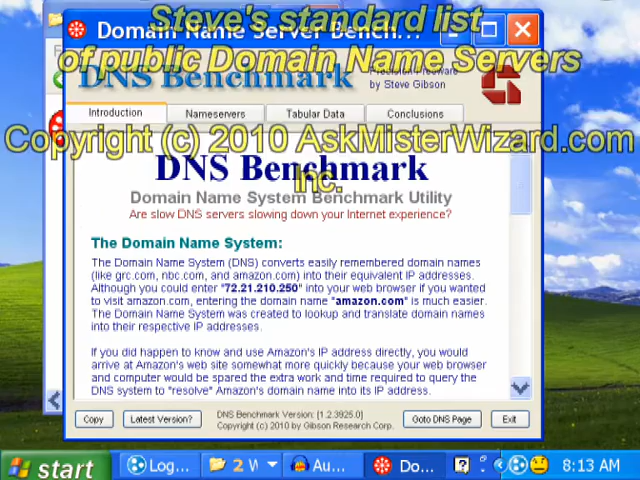 Steve's standard list
of public Domain Name Servers
Domain Name Server Bench...
DNS Benchmark
Precision Freeware
by Steve Gibson
Introduction
Nameservers
Tabular Data
Conclusions
Copyright (c) 2010 AskMisterWizard.com
Inc.
DNS Benchmark
Domain Name System Benchmark Utility
Are slow DNS servers slowing down your Internet experience?
The Domain Name System:
The Domain Name System (DNS) converts easily remembered domain names
(like grc.com, nbc.com, and amazon.com) into their equivalent IP addresses.
Although you could enter "72.21.210.250" into your web browser if you wanted
to visit amazon.com, entering the domain name "amazon.com" is much easier.
The Domain Name System was created to lookup and translate domain names
into their respective IP addresses.
If you did happen to know and use Amazon's IP address directly, you would
arrive at Amazon's web site somewhat more quickly because your web browser
and computer would be spared the extra work and time required to query the
DNS system to "resolve" Amazon's domain name into its IP address.
Copy
Latest Version?
DNS Benchmark Version: [1.2.3925.0]
Copyright (c) 2010 by Gibson Research Corp.
Goto DNS Page
Exit
start
Log...
2 W
Au...
Do...
8:13 AM